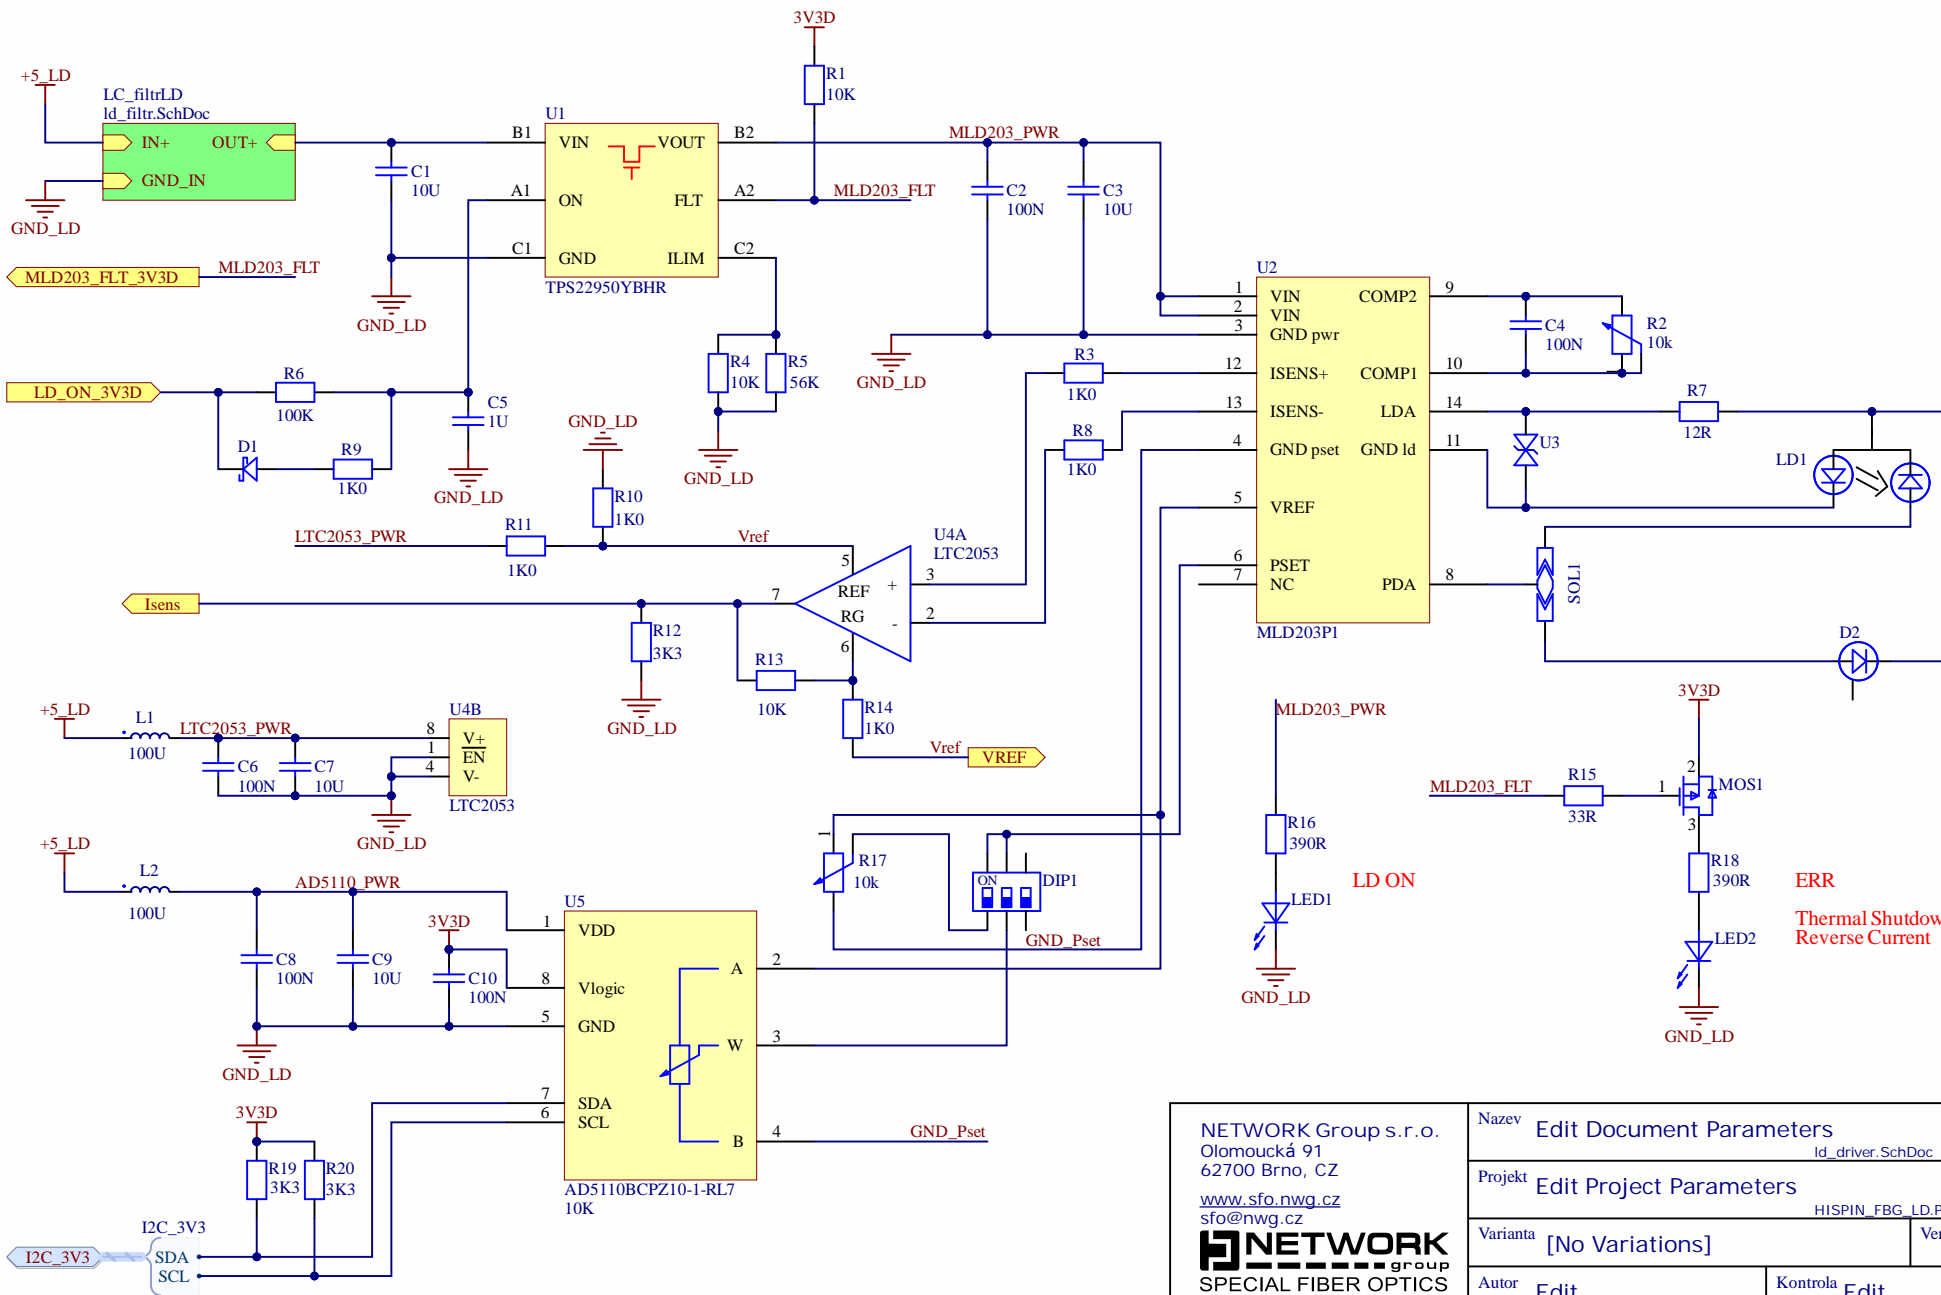 3V3D
+5_LD
LC_filtrLD
ld_filtr.SchDoc
IN+ OUT+
GND_IN
GND_LD
C1
10U
GND_LD
U1
B1 VIN VOUT B2
A1 ON FLT A2
C1 GND ILIM C2
TPS22950YBHR
R1
10K
MLD203_PWR
MLD203_FLT
C2
100N
C3
10U
GND_LD
MLD203_FLT_3V3D MLD203_FLT
R4
10K
R5
56K
GND_LD
LD_ON_3V3D
R6
100K
D1
R9
1K0
C5
1U
GND_LD
U2
1 VIN COMP2 9
2 VIN
3 GND pwr
12 ISENS+ COMP1 10
13 ISENS- LDA 14
4 GND pset GND ld 11
5 VREF
6 PSET
7 NC PDA 8
MLD203P1
R3
1K0
R8
1K0
C4
100N
R2
10k
R7
12R
U3
LD1
SOL1
D2
GND_LD
R10
1K0
LTC2053_PWR
R11
1K0
Vref
U4A
LTC2053
5
REF
RG
6
+ 3
- 2
7
Isens
R12
3K3
GND_LD
R13
10K
R14
1K0
Vref VREF
+5_LD
L1
100U
LTC2053_PWR
C6
100N
C7
10U
U4B
8 V+
1 EN
4 V-
LTC2053
GND_LD
+5_LD
L2
100U
AD5110_PWR
C8
100N
C9
10U
3V3D
C10
100N
GND_LD
U5
1 VDD
8 Vlogic
5 GND
7 SDA
6 SCL
A 2
W 3
B 4
AD5110BCPZ10-1-RL7
10K
GND_Pset
1
R17
10k
ON
DIP1
GND_Pset
3V3D
R19
3K3
R20
3K3
I2C_3V3
I2C_3V3
SDA
SCL
MLD203_PWR
R16
390R
LED1
LD ON
GND_LD
3V3D
MLD203_FLT
R15
33R
1
2
3
MOS1
R18
390R
LED2
GND_LD
ERR
Thermal Shutdow
Reverse Current
NETWORK Group s.r.o.
Olomoucká 91
62700 Brno, CZ
www.sfo.nwg.cz
sfo@nwg.cz
NETWORK
group
SPECIAL FIBER OPTICS
Nazev Edit Document Parameters
ld_driver.SchDoc
Projekt Edit Project Parameters
HISPIN_FBG_LD.P
Varianta [No Variations] Ver
Autor Edit Kontrola Edit